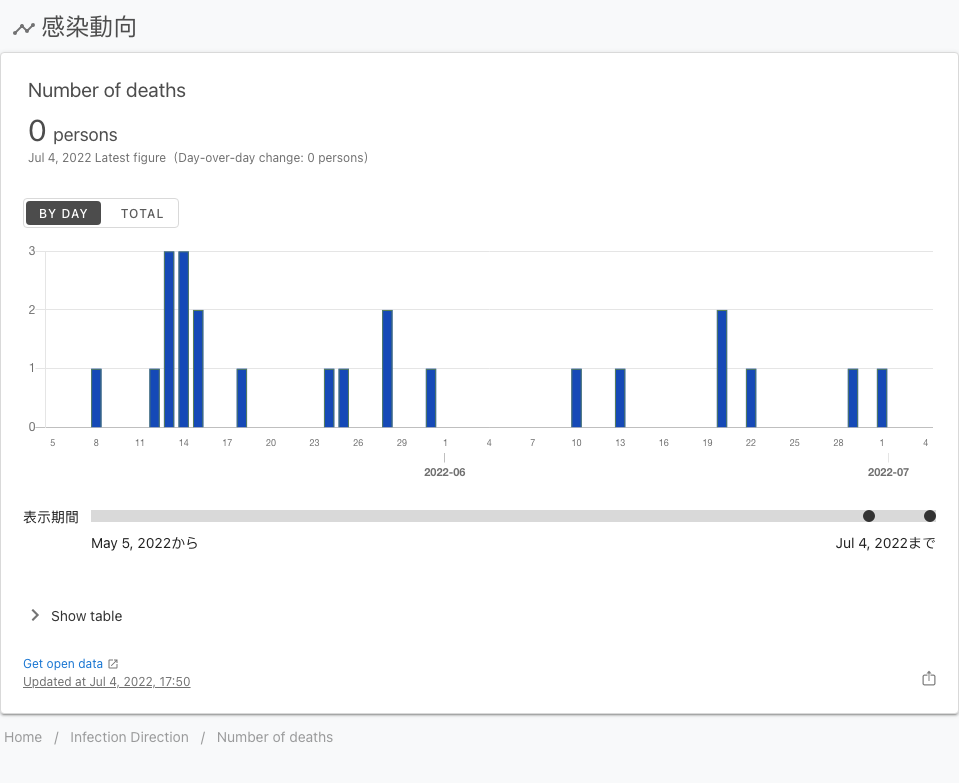 感染動向
Number of deaths
0 persons
Jul 4, 2022 Latest figure (Day-over-day change: 0 persons)
BY DAY TOTAL
3
2
1
0
5 8 11 14 17 20 23 26 29 1 4 7 10 13 16 19 22 25 28 1 4
2022-06 2022-07
表示期間
May 5, 2022から Jul 4, 2022まで
Show table
Get open data
Updated at Jul 4, 2022, 17:50
Home / Infection Direction / Number of deaths